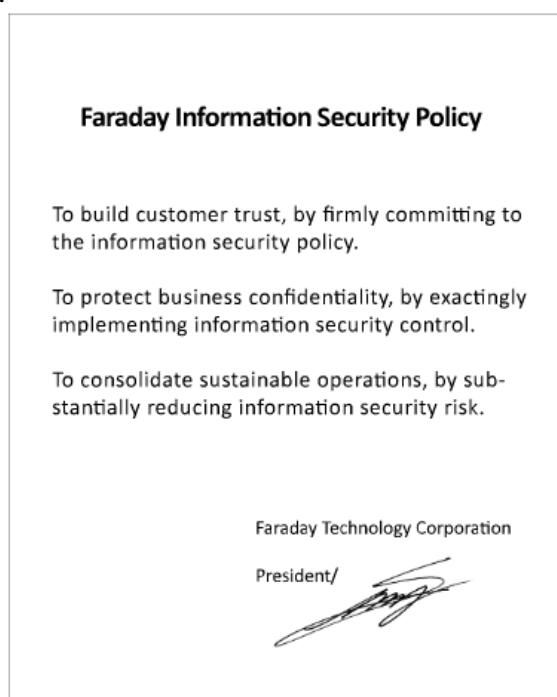 Faraday Information Security Policy
To build customer trust, by firmly committing to
the information security policy.
To protect business confidentiality, by exactingly
implementing information security control.
To consolidate sustainable operations, by sub-
stantially reducing information security risk.
Faraday Technology Corporation
President/